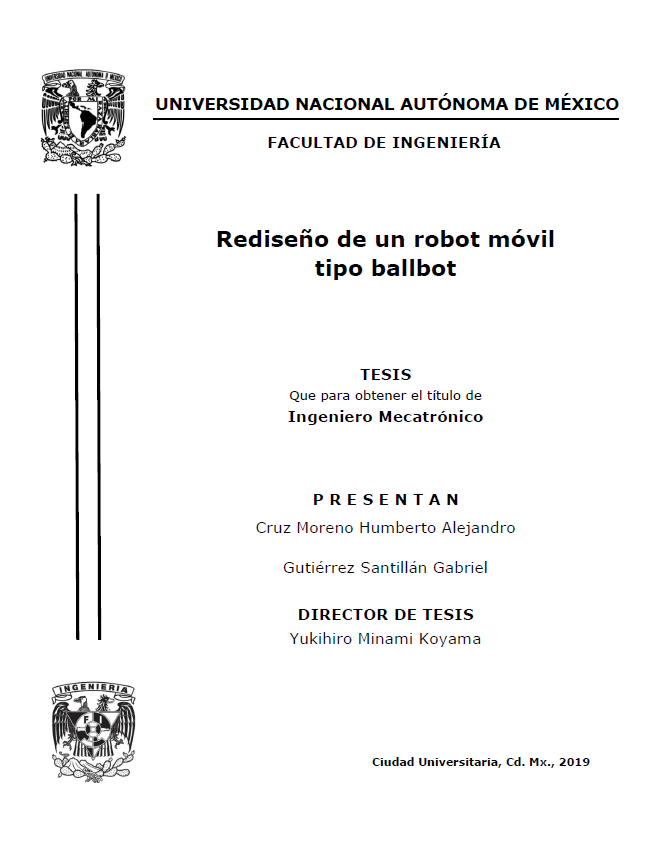 UNIVERSIDAD NACIONAL AUTÓNOMA DE MÉXICO
FACULTAD DE INGENIERÍA
Rediseño de un robot móvil
tipo ballbot
TESIS
Que para obtener el título de
Ingeniero Mecatrónico
P R E S E N T A N
Cruz Moreno Humberto Alejandro
Gutiérrez Santillán Gabriel
DIRECTOR DE TESIS
Yukihiro Minami Koyama
INGENIERIA
Ciudad Universitaria, Cd. Mx., 2019